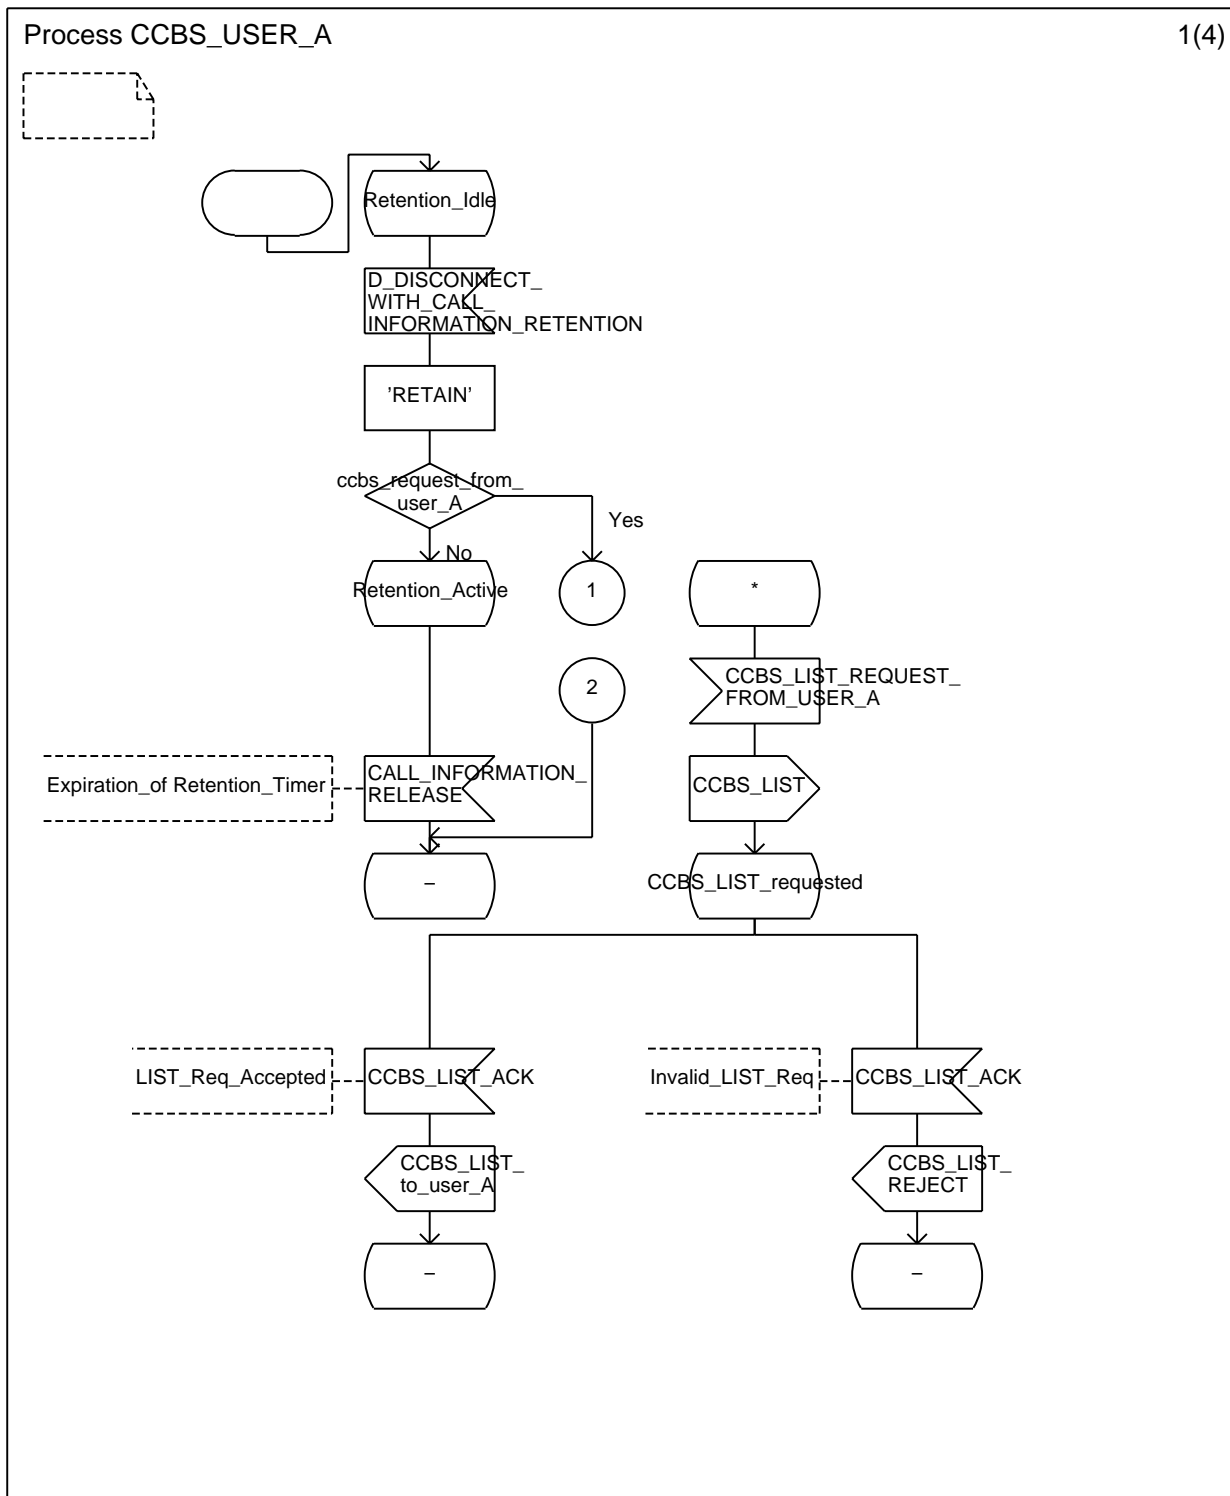 Process CCBS_USER_A
1(4)
Retention_Idle
D_DISCONNECT_
WITH_CALL_
INFORMATION_RETENTION
'RETAIN'
ccbs_request_from_
user_A
Yes
No
Retention_Active
1
*
2
CCBS_LIST_REQUEST_
FROM_USER_A
Expiration_of Retention_Timer
CALL_INFORMATION_
RELEASE
CCBS_LIST
–
CCBS_LIST_requested
LIST_Req_Accepted
CCBS_LIST_ACK
Invalid_LIST_Req
CCBS_LIST_ACK
CCBS_LIST_
to_user_A
CCBS_LIST_
REJECT
–
–